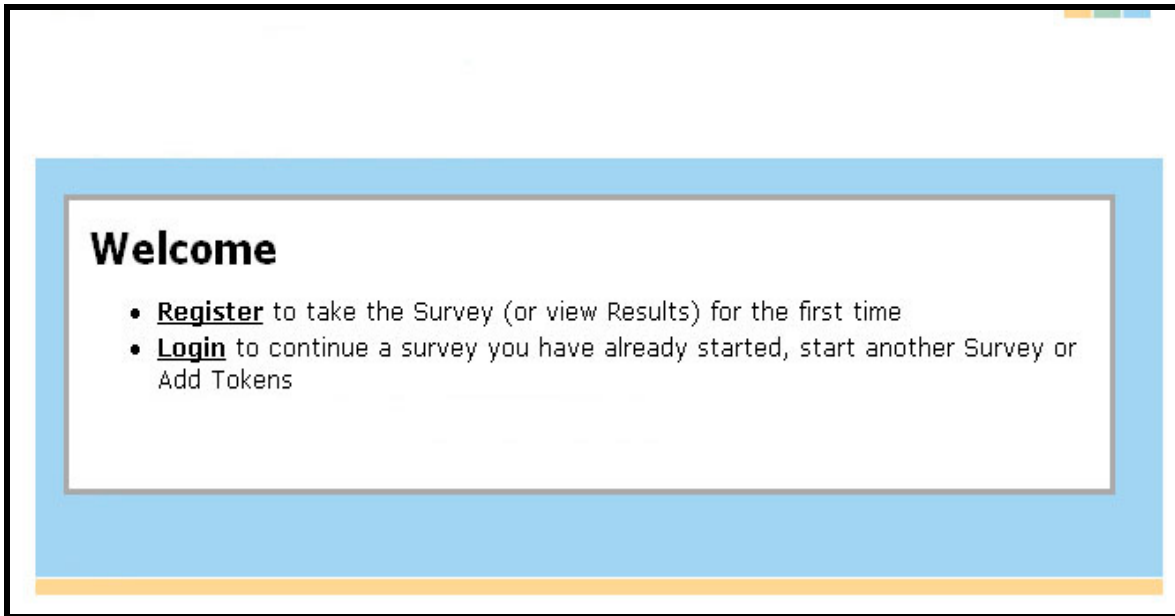 Welcome
• Register to take the Survey (or view Results) for the first time
• Login to continue a survey you have already started, start another Survey or
Add Tokens